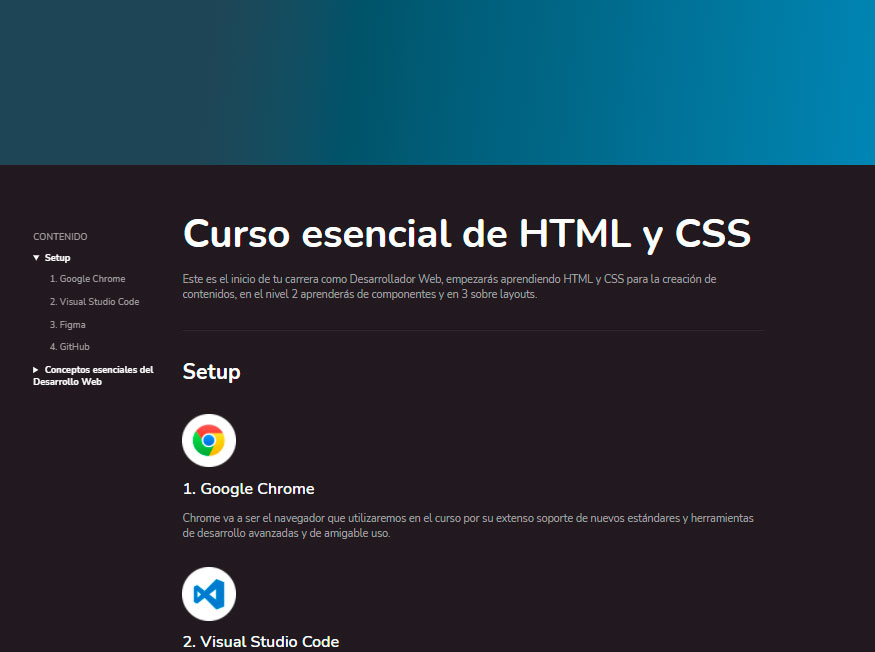 CONTENIDO
▼ Setup
1. Google Chrome
2. Visual Studio Code
3. Figma
4. GitHub
► Conceptos esenciales del
Desarrollo Web
Curso esencial de HTML y CSS
Este es el inicio de tu carrera como Desarrollador Web, empezarás aprendiendo HTML y CSS para la creación de
contenidos, en el nivel 2 aprenderás de componentes y en 3 sobre layouts.
Setup
1. Google Chrome
Chrome va a ser el navegador que utilizaremos en el curso por su extenso soporte de nuevos estándares y herramientas
de desarrollo avanzadas y de amigable uso.
2. Visual Studio Code